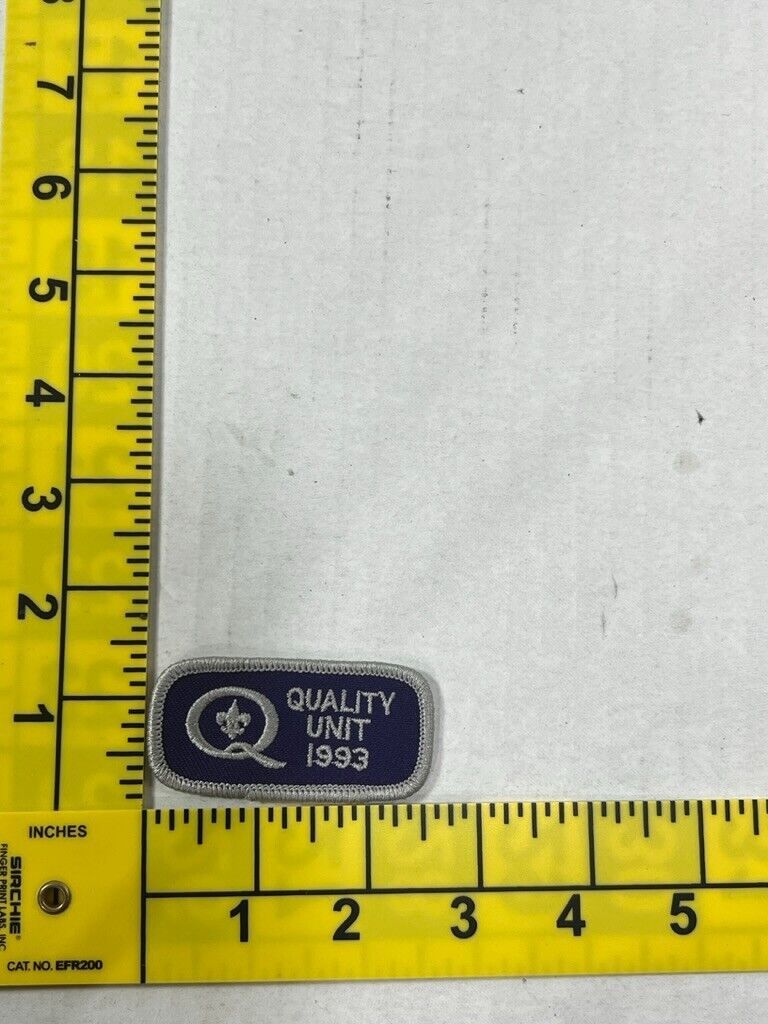 8
7
6
5
4
3
2
1
Q QUALITY
UNIT
1993
INCHES
SIRCHIE®
FINGER PRINT LABS, INC
CAT. NO. EFR200
1 2 3 4 5